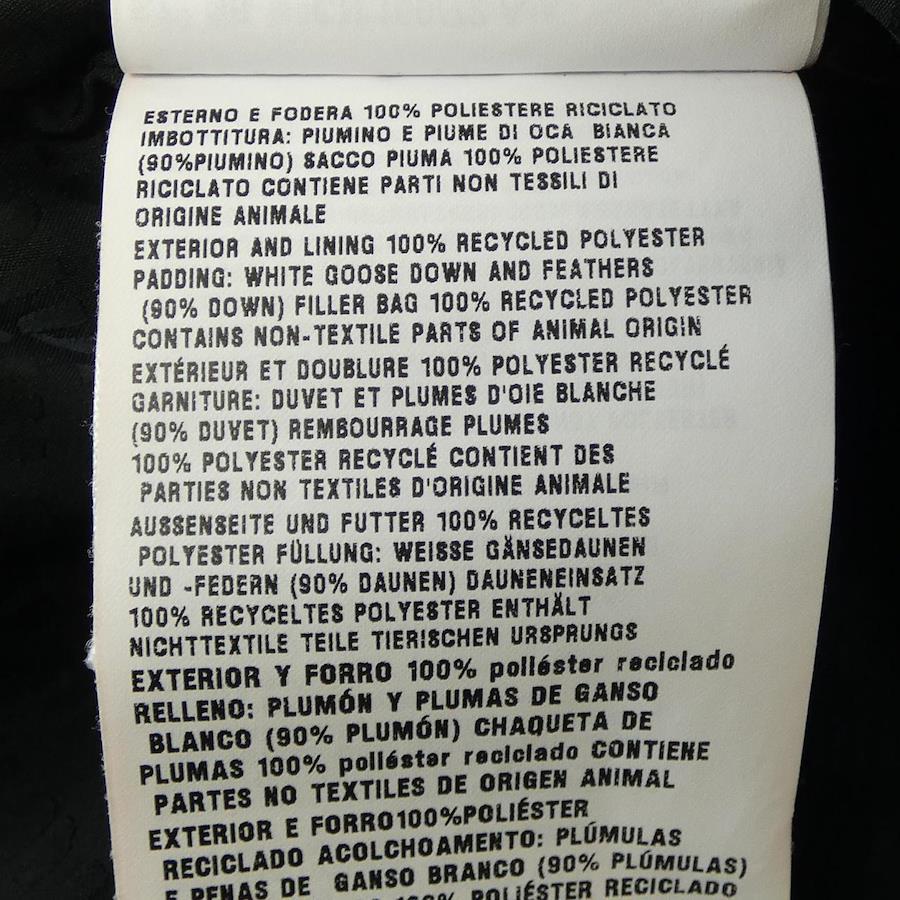 ESTERNO E FODERA 100% POLIESTERE RICICLATO
IMBOTTITURA: PIUMINO E PIUME DI OCA BIANCA
(90%PIUMINO) SACCO PIUMA 100% POLIESTERE
RICICLATO CONTIENE PARTI NON TESSILI DI
ORIGINE ANIMALE
EXTERIOR AND LINING 100% RECYCLED POLYESTER
PADDING: WHITE GOOSE DOWN AND FEATHERS
(90% DOWN) FILLER BAG 100% RECYCLED POLYESTER
CONTAINS NON-TEXTILE PARTS OF ANIMAL ORIGIN
EXTÉRIEUR ET DOUBLURE 100% POLYESTER RECYCLÉ
GARNITURE: DUVET ET PLUMES D'OIE BLANCHE
(90% DUVET) REMBOURRAGE PLUMES
100% POLYESTER RECYCLÉ CONTIENT DES
PARTIES NON TEXTILES D'ORIGINE ANIMALE
AUSSENSEITE UND FUTTER 100% RECYCELTES
POLYESTER FÜLLUNG: WEISSE GÄNSEDAUNEN
UND -FEDERN (90% DAUNEN) DAUNENEINSATZ
100% RECYCELTES POLYESTER ENTHÄLT
NICHTTEXTILE TEILE TIERISCHEN URSPRUNGS
EXTERIOR Y FORRO 100% poliéster reciclado
RELLENO: PLUMÓN Y PLUMAS DE GANSO
BLANCO (90% PLUMÓN) CHAQUETA DE
PLUMAS 100% poliéster reciclado CONTIENE
PARTES NO TEXTILES DE ORIGEN ANIMAL
EXTERIOR E FORRO100%POLIÉSTER
RECICLADO ACOLCHOAMENTO: PLÚMULAS
E PENAS DE GANSO BRANCO (90% PLÚMULAS)
100% POLIÉSTER RECICLADO